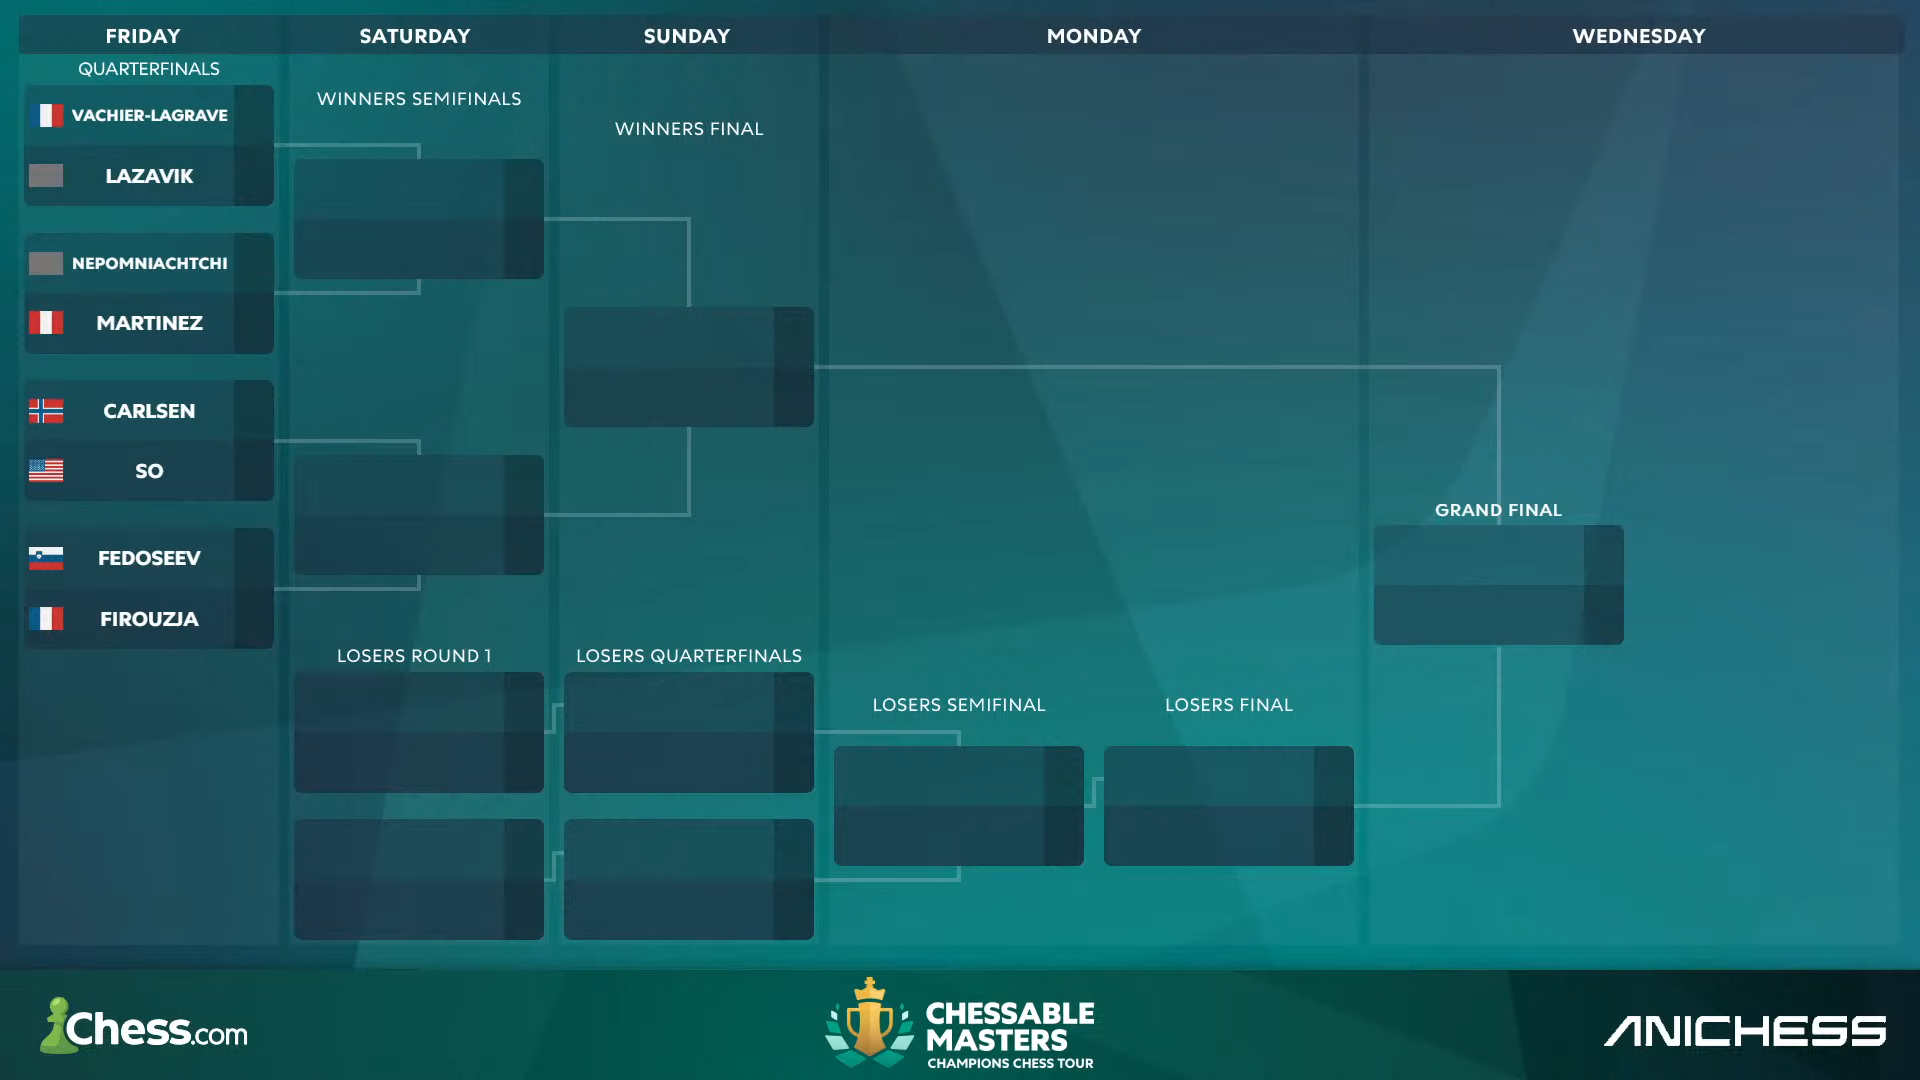 FRIDAY
SATURDAY
SUNDAY
MONDAY
WEDNESDAY
QUARTERFINALS
VACHIER-LAGRAVE
LAZAVIK
NEPOMNIACHTCHI
MARTINEZ
CARLSEN
SO
FEDOSEEV
FIROUZJA
WINNERS SEMIFINALS
WINNERS FINAL
GRAND FINAL
LOSERS ROUND 1
LOSERS QUARTERFINALS
LOSERS SEMIFINAL
LOSERS FINAL
Chess.com
CHESSABLE
MASTERS
CHAMPIONS CHESS TOUR
ANICHESS